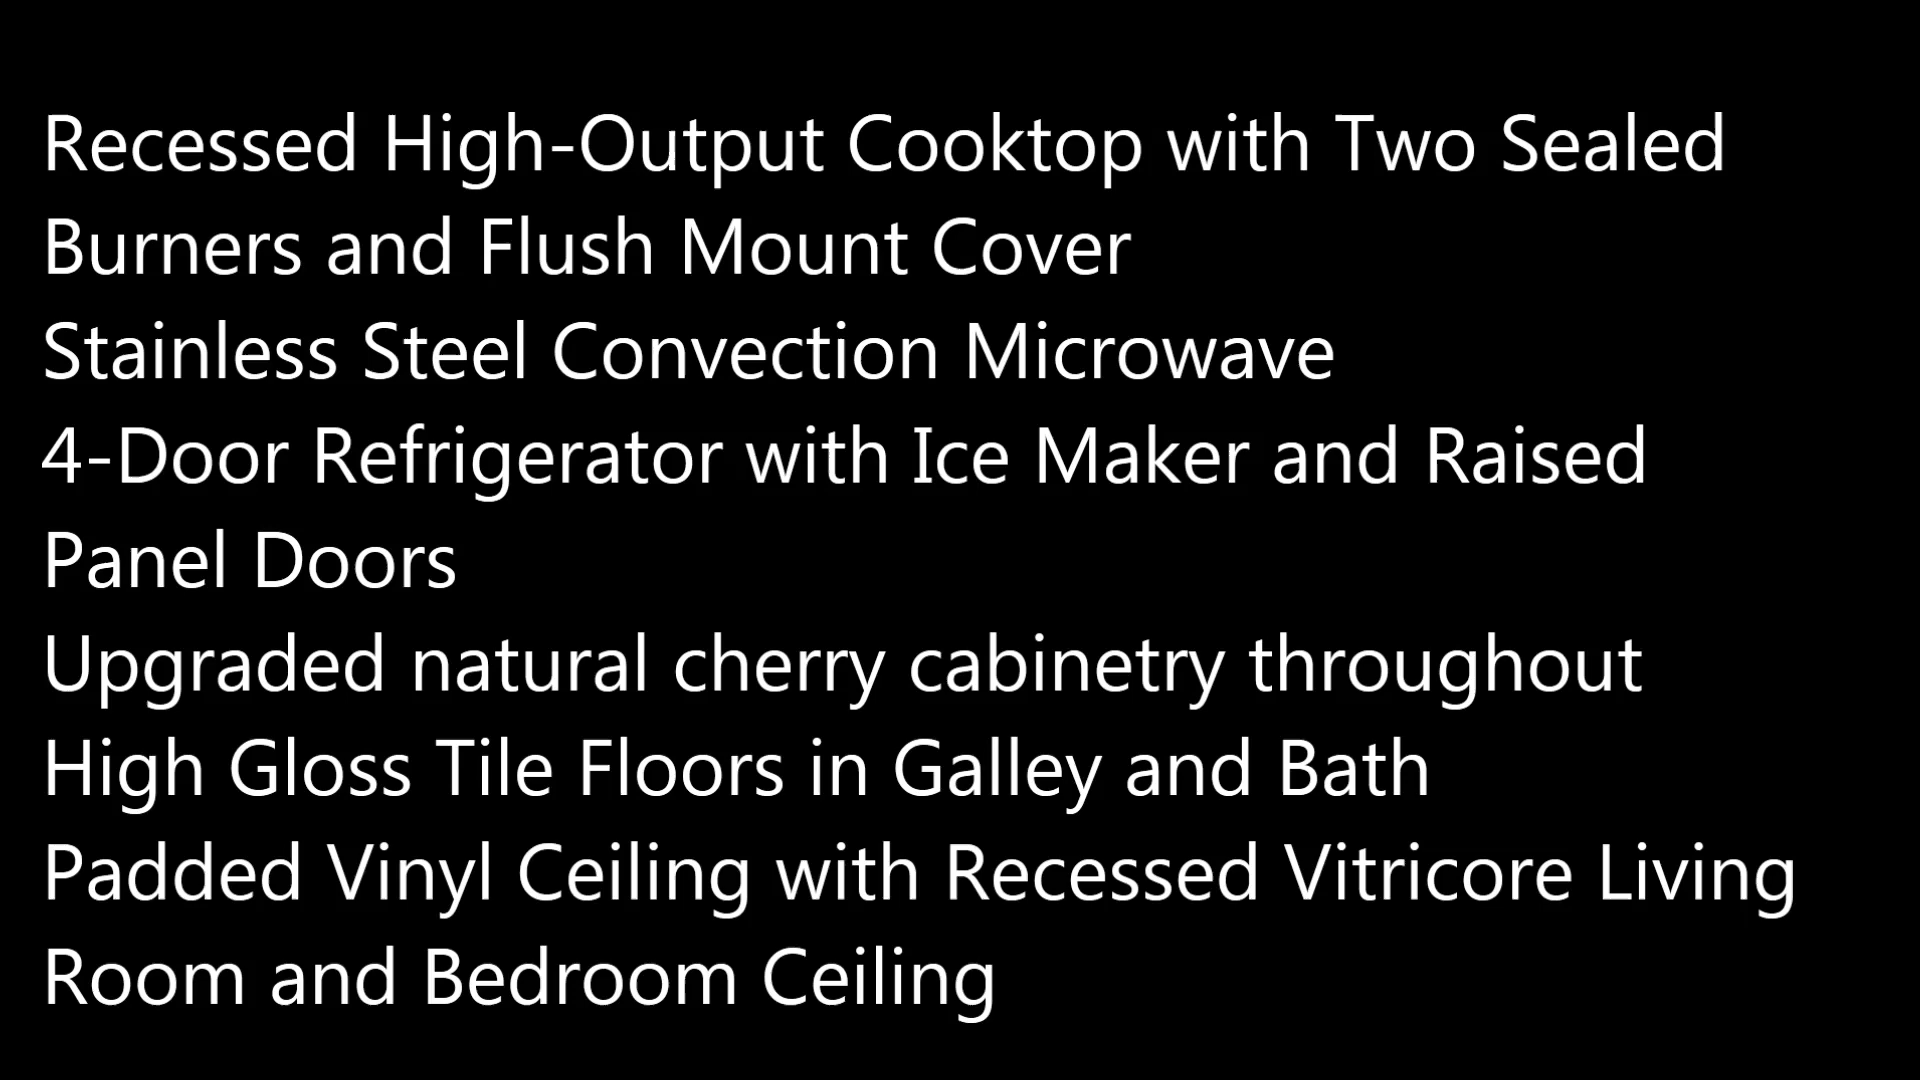 Recessed High-Output Cooktop with Two Sealed
Burners and Flush Mount Cover
Stainless Steel Convection Microwave
4-Door Refrigerator with Ice Maker and Raised
Panel Doors
Upgraded natural cherry cabinetry throughout
High Gloss Tile Floors in Galley and Bath
Padded Vinyl Ceiling with Recessed Vitricore Living
Room and Bedroom Ceiling